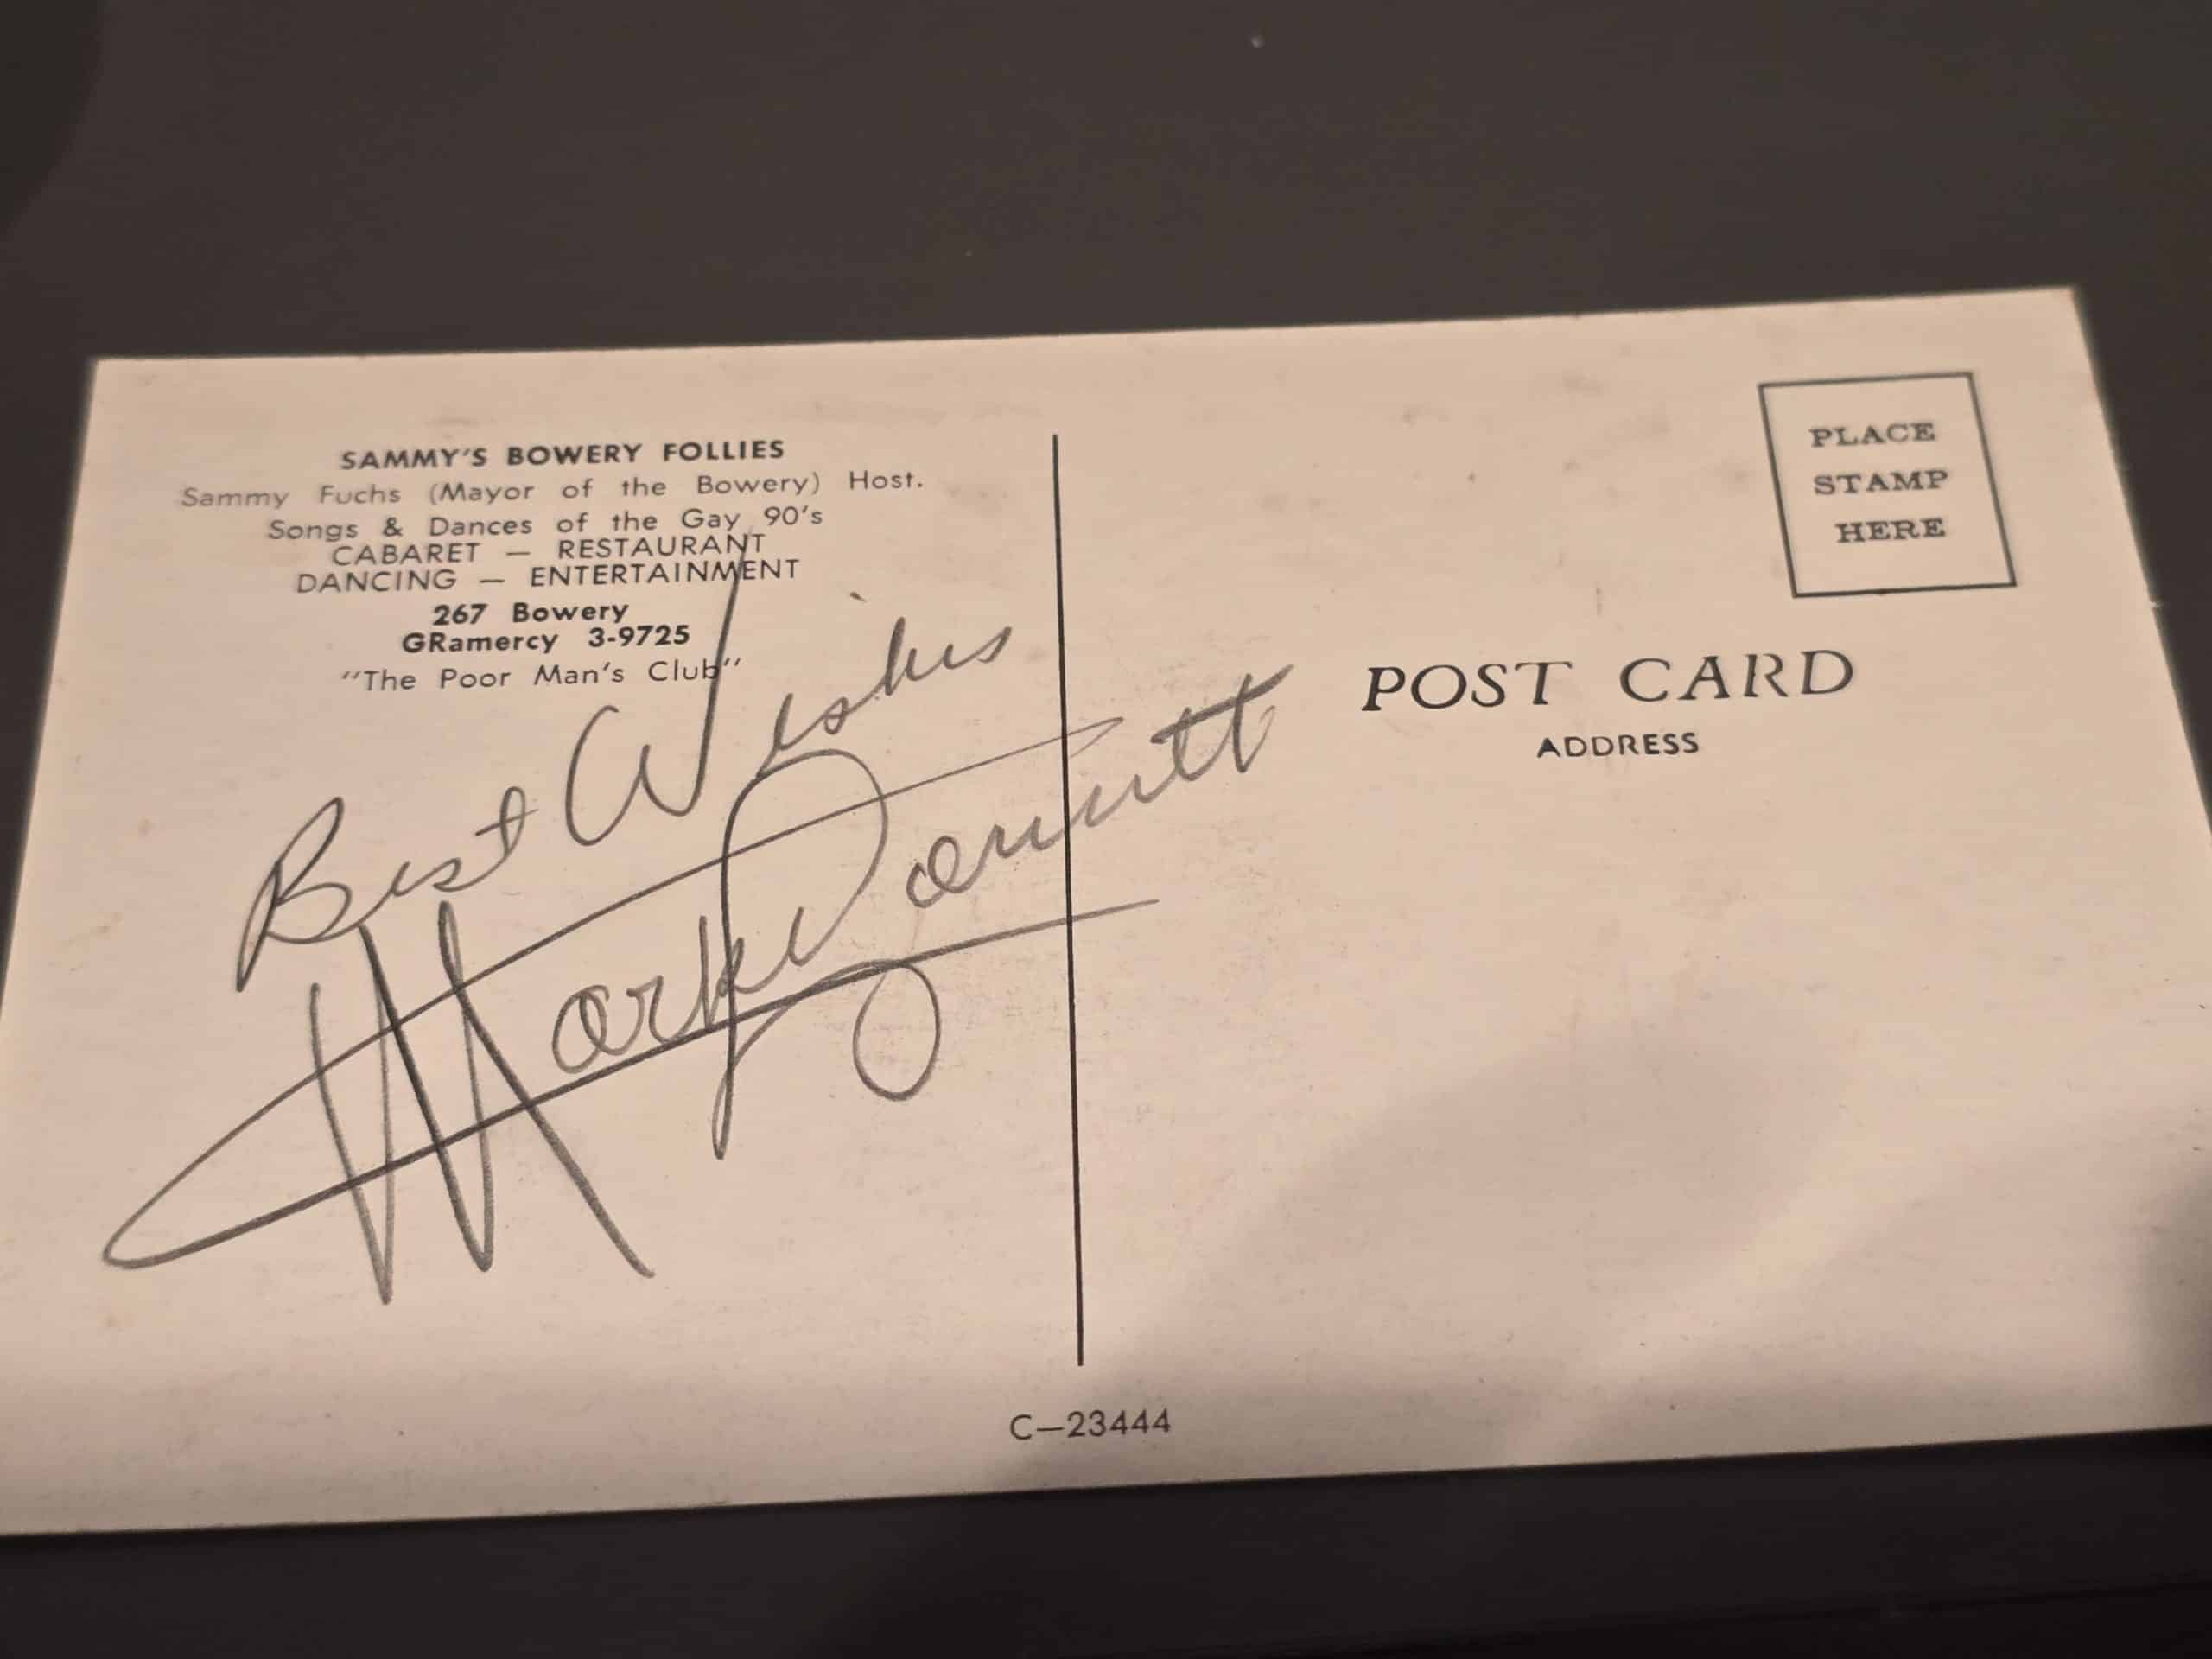 SAMMY'S BOWERY FOLLIES
Sammy Fuchs (Mayor of the Bowery) Host.
Songs & Dances of the Gay 90's
CABARET — RESTAURANT
DANCING — ENTERTAINMENT
267 Bowery
GRamercy 3-9725
"The Poor Man's Club"
Best Wishes
Mark
PLACE
STAMP
HERE
POST CARD
ADDRESS
C—23444